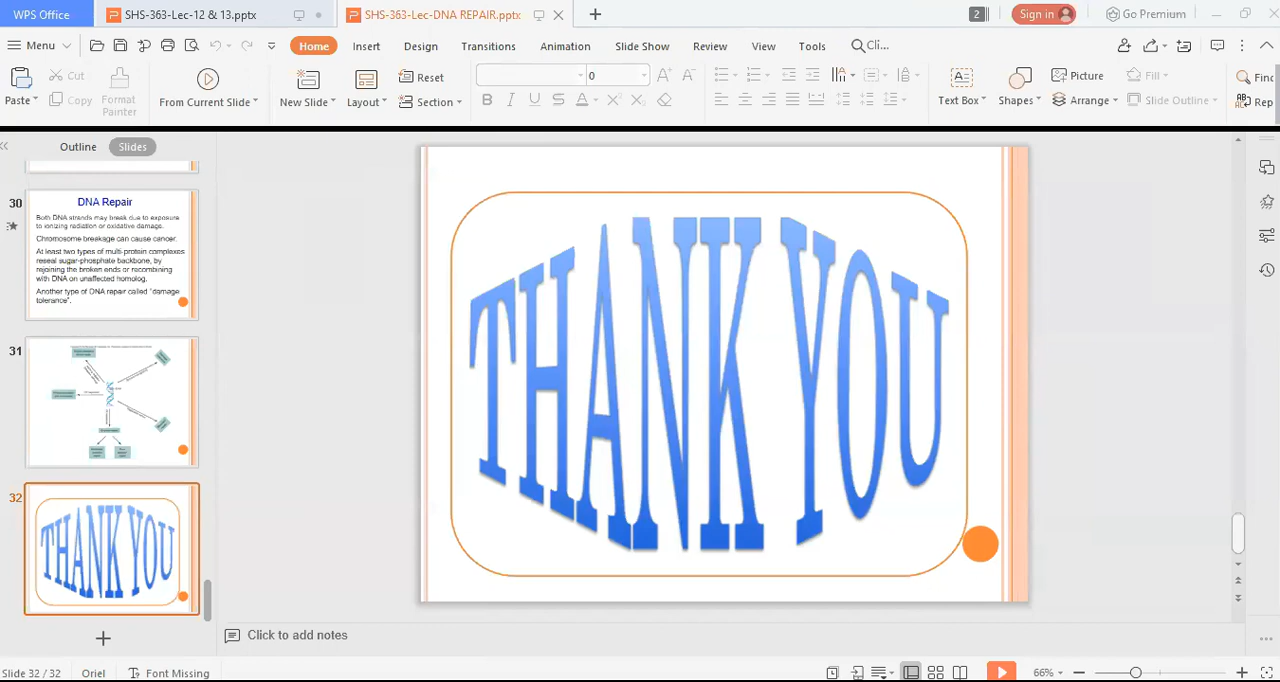 WPS Office SHS-363-Lec-12 & 13.pptx SHS-363-Lec-DNA REPAIR.pptx 2 Sign in Go Premium
Menu Home Insert Design Transitions Animation Slide Show Review View Tools Cli...
Paste Cut Copy Format Painter From Current Slide New Slide Layout Reset Section 0 B I U S A X² X₂ Text Box Shapes Picture Arrange Fill Slide Outline Find Rep
Outline Slides
30
DNA Repair
Both DNA strands may break due to exposure
to ionizing radiation or oxidative damage.
Chromosome breakage can cause cancer.
At least two types of multi-protein complexes
reseal sugar-phosphate backbone, by
rejoining the broken ends or recombining
with DNA on unaffected homolog.
Another type of DNA repair called "damage
tolerance".
31
32
THANK YOU
THANK YOU
Click to add notes
Slide 32 / 32 Oriel Font Missing 66%